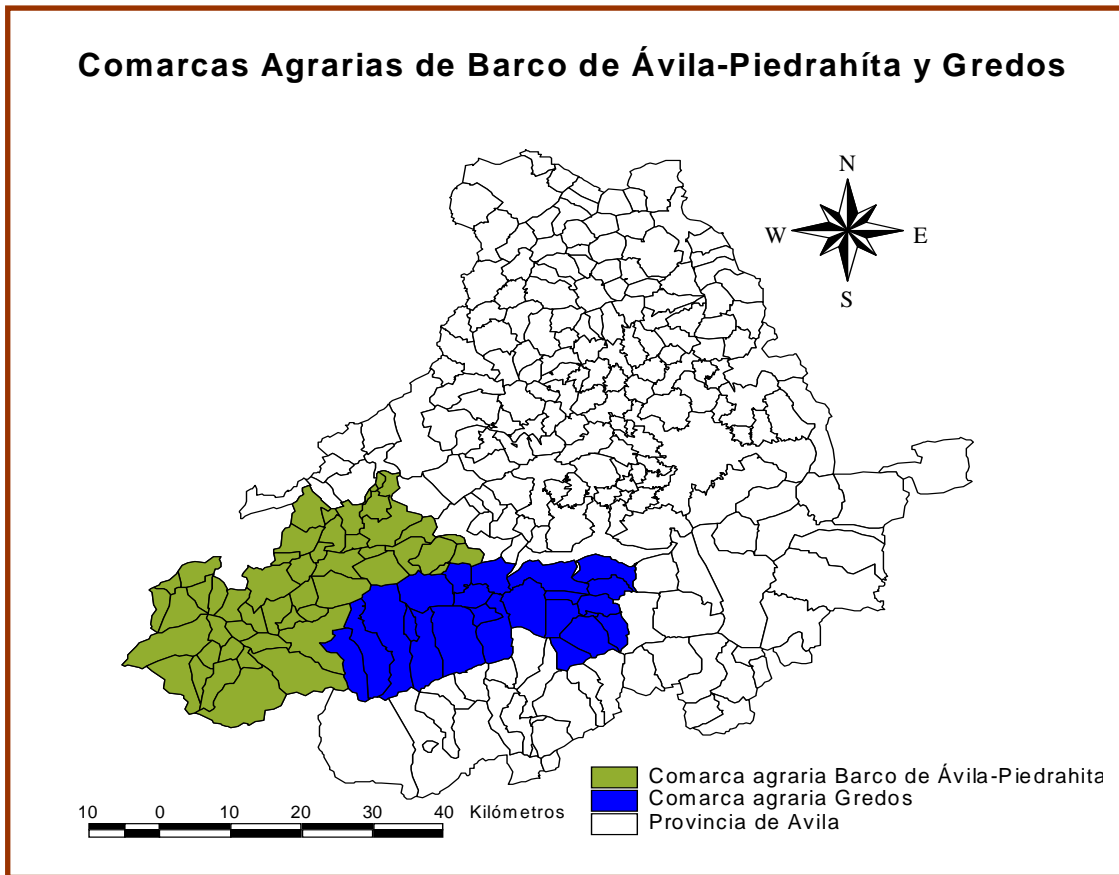 Comarcas Agrarias de Barco de Ávila-Piedrahíta y Gredos
N
W E
S
Comarca agraria Barco de Ávila-Piedrahita
Comarca agraria Gredos
Provincia de Avila
10 0 10 20 30 40 Kilómetros